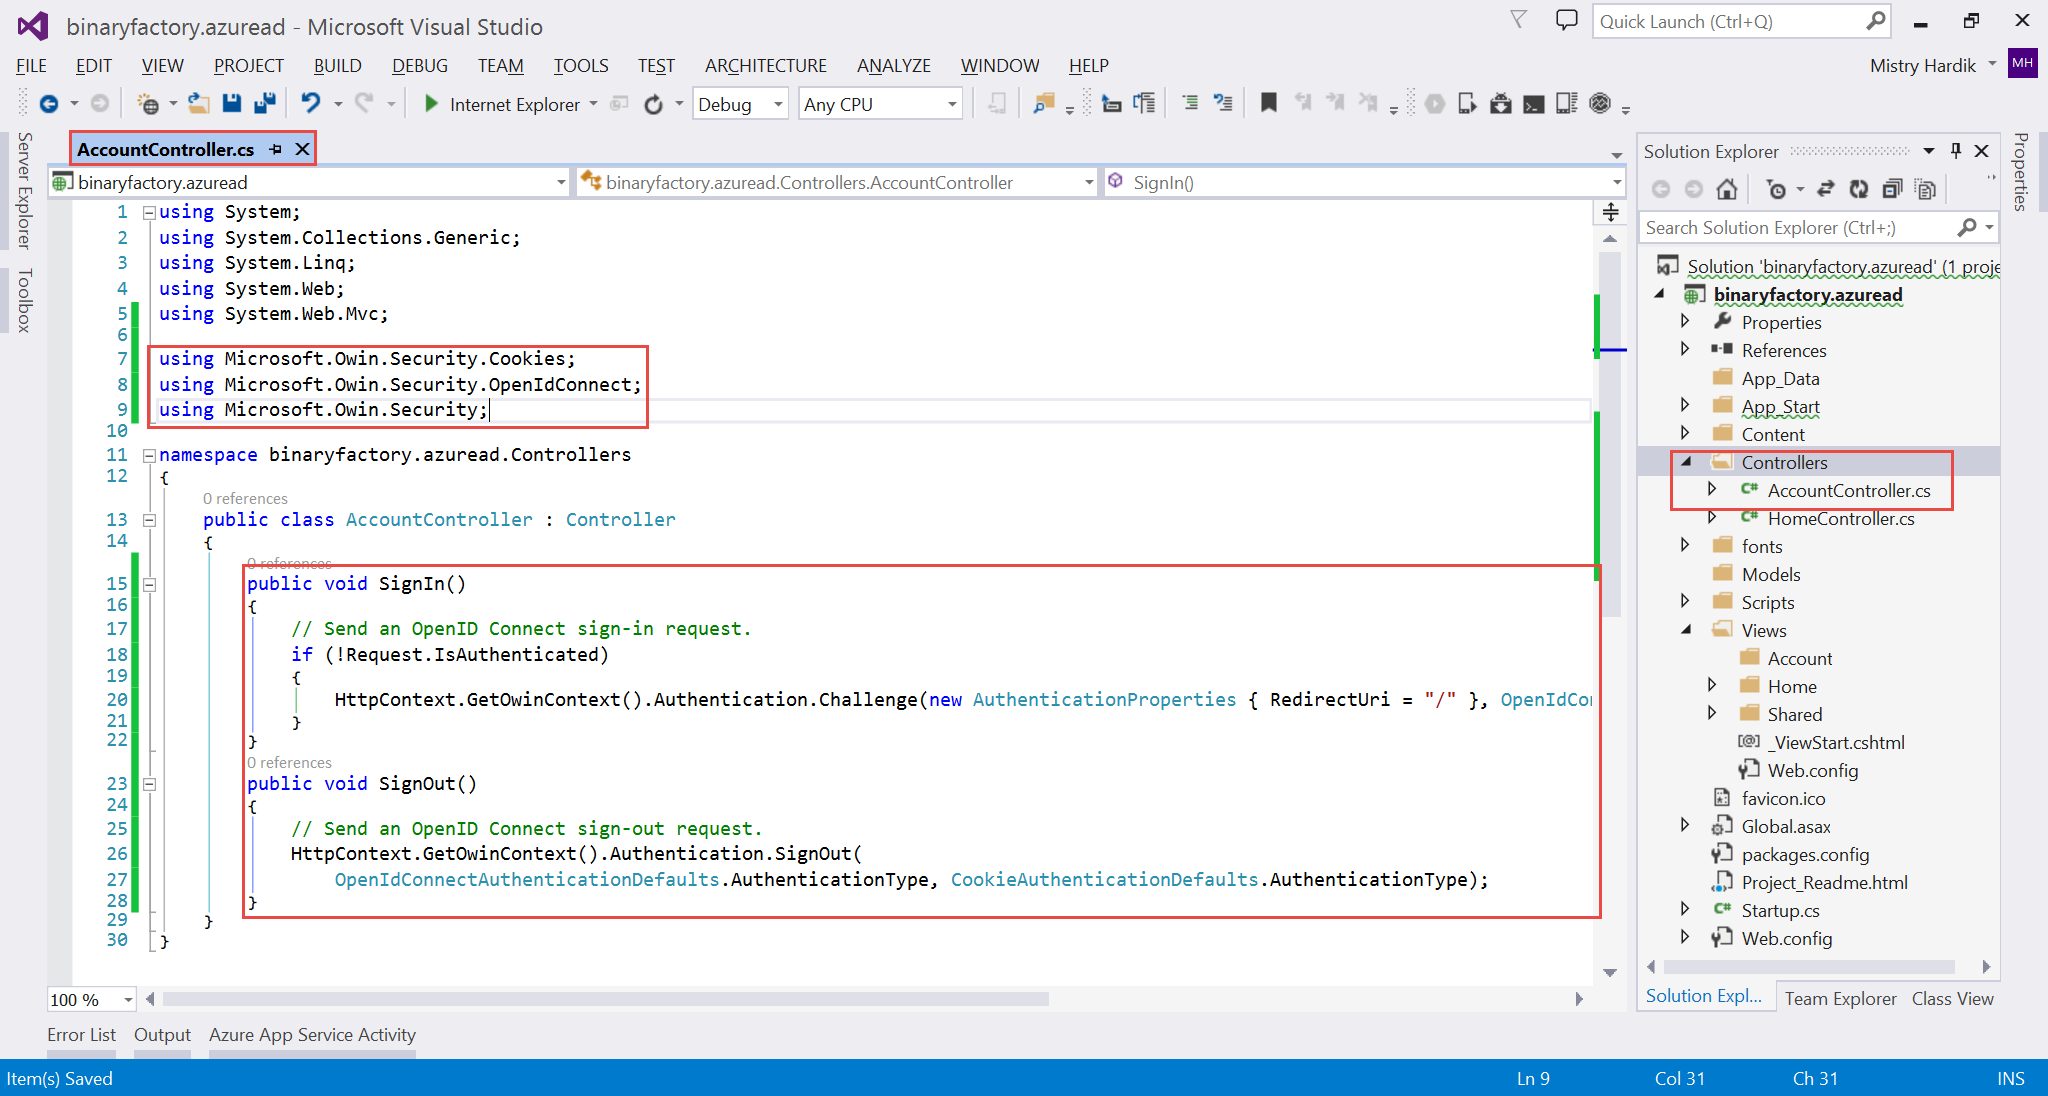 binaryfactory.azuread - Microsoft Visual Studio
Quick Launch (Ctrl+Q)
FILE EDIT VIEW PROJECT BUILD DEBUG TEAM TOOLS TEST ARCHITECTURE ANALYZE WINDOW HELP
Mistry Hardik MH
Internet Explorer Debug Any CPU
Server Explorer
Toolbox
AccountController.cs
binaryfactory.azuread binaryfactory.azuread.Controllers.AccountController SignIn()
1 using System;
2 using System.Collections.Generic;
3 using System.Linq;
4 using System.Web;
5 using System.Web.Mvc;
6
7 using Microsoft.Owin.Security.Cookies;
8 using Microsoft.Owin.Security.OpenIdConnect;
9 using Microsoft.Owin.Security;
10
11 namespace binaryfactory.azuread.Controllers
12 {
0 references
13 public class AccountController : Controller
14 {
0 references
15 public void SignIn()
16 {
17 // Send an OpenID Connect sign-in request.
18 if (!Request.IsAuthenticated)
19 {
20 HttpContext.GetOwinContext().Authentication.Challenge(new AuthenticationProperties { RedirectUri = "/" }, OpenIdCo
21 }
22 }
0 references
23 public void SignOut()
24 {
25 // Send an OpenID Connect sign-out request.
26 HttpContext.GetOwinContext().Authentication.SignOut(
27 OpenIdConnectAuthenticationDefaults.AuthenticationType, CookieAuthenticationDefaults.AuthenticationType);
28 }
29 }
30 }
100 %
Error List Output Azure App Service Activity
Solution Explorer
Search Solution Explorer (Ctrl+;)
Solution 'binaryfactory.azuread' (1 proje
binaryfactory.azuread
Properties
References
App_Data
App_Start
Content
Controllers
C# AccountController.cs
C# HomeController.cs
fonts
Models
Scripts
Views
Account
Home
Shared
[@] _ViewStart.cshtml
Web.config
favicon.ico
Global.asax
packages.config
Project_Readme.html
C# Startup.cs
Web.config
Solution Expl... Team Explorer Class View
Properties
Item(s) Saved Ln 9 Col 31 Ch 31 INS